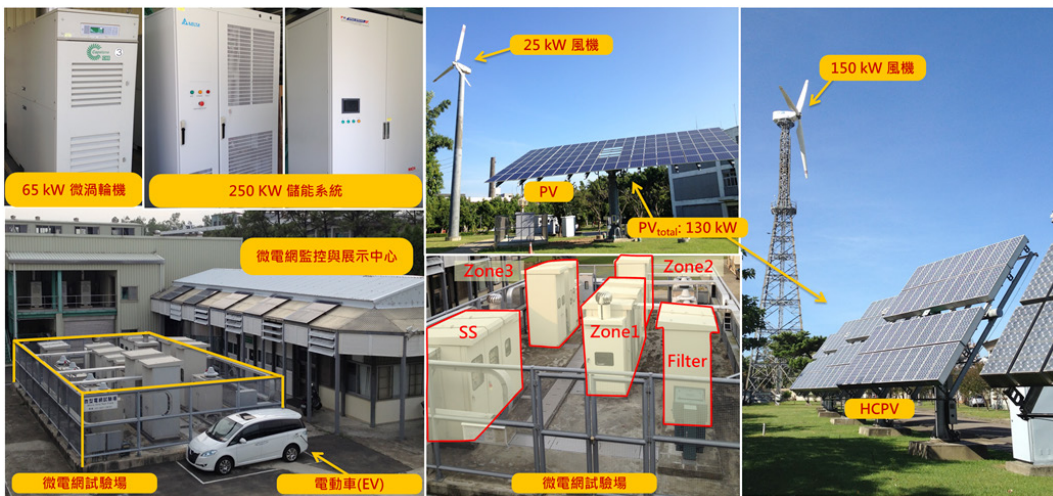 65 kW 微渦輪機
250 KW 儲能系統
25 kW 風機
PV
PVtotal: 130 kW
150 kW 風機
HCPV
微電網監控與展示中心
微電網試驗場
電動車(EV)
Zone3
Zone2
SS
Zone1
Filter
微電網試驗場